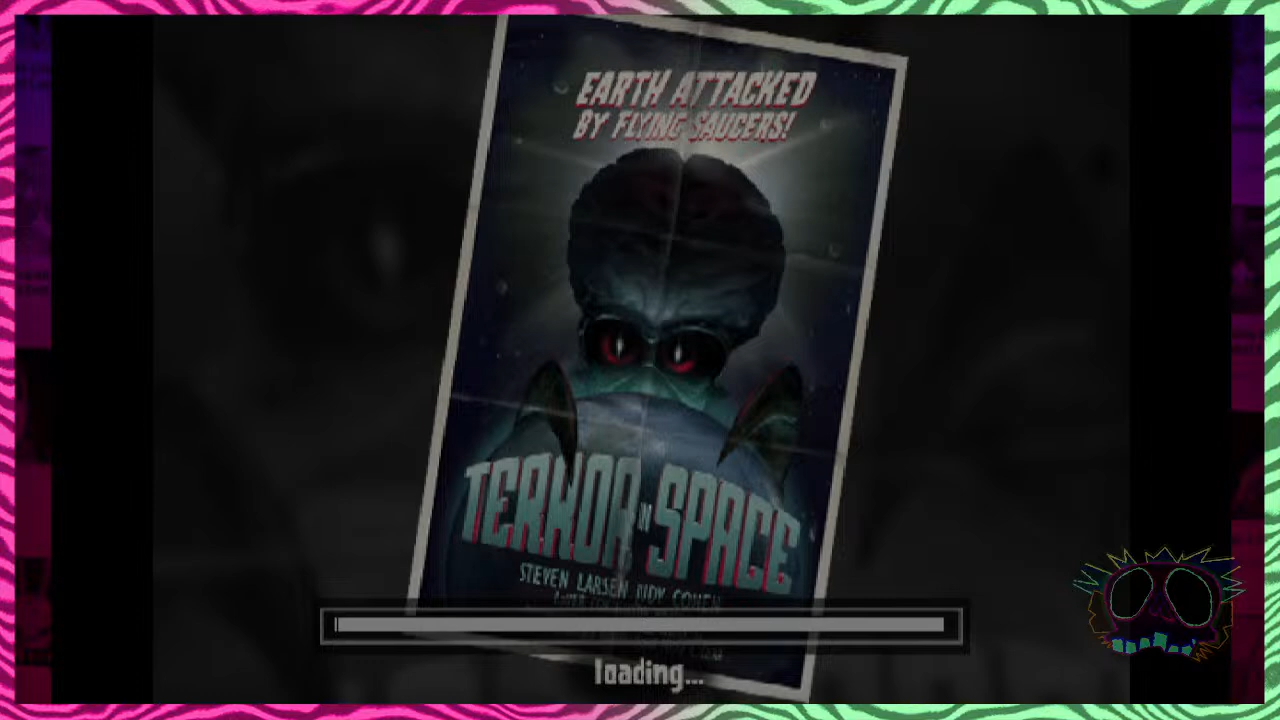 EARTH ATTACKED
BY FLYING SAUCERS!
TERROR IN SPACE
STEVEN LARSEN JUDY COHEN
loading...